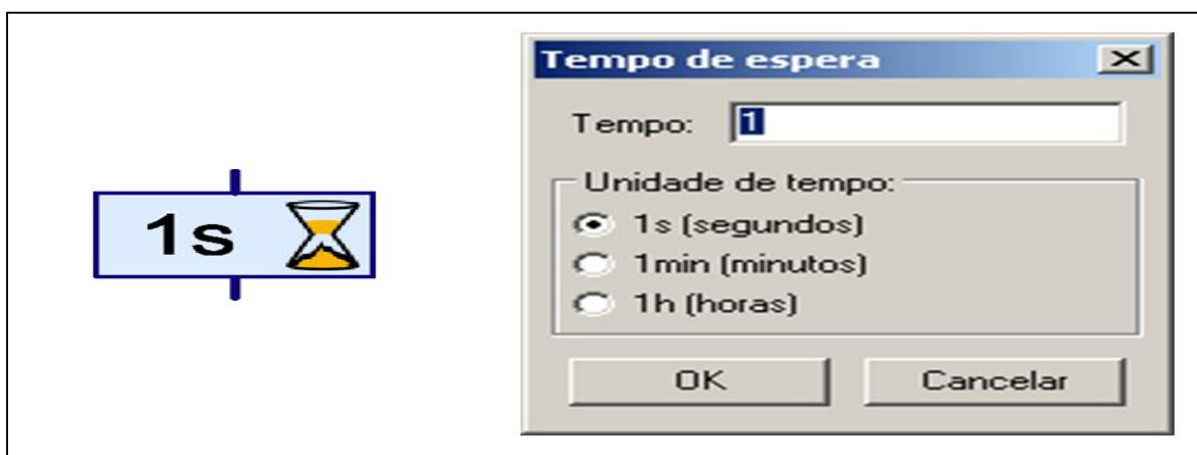 1s
Tempo de espera
Tempo: 1
Unidade de tempo:
1s (segundos)
1min (minutos)
1h (horas)
OK Cancelar